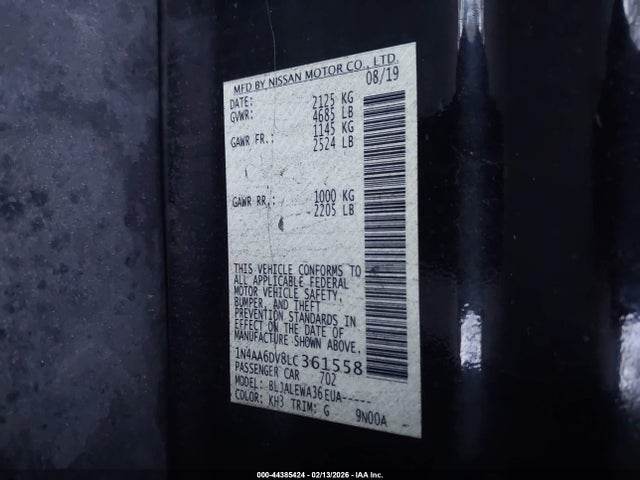 MFD BY NISSAN MOTOR CO., LTD.
DATE: 08/19
GVWR: 2125 KG
4685 LB
GAWR FR.: 1145 KG
2524 LB
GAWR RR.: 1000 KG
2205 LB
THIS VEHICLE CONFORMS TO
ALL APPLICABLE FEDERAL
MOTOR VEHICLE SAFETY,
BUMPER, AND THEFT
PREVENTION STANDARDS IN
EFFECT ON THE DATE OF
MANUFACTURE SHOWN ABOVE.
1N4AA6DV8LC361558
PASSENGER CAR 702
MODEL: BLJALEWA36EUA-----
COLOR: KH3 TRIM: G 9N00A
000-44385424 - 02/13/2026 - IAA Inc.